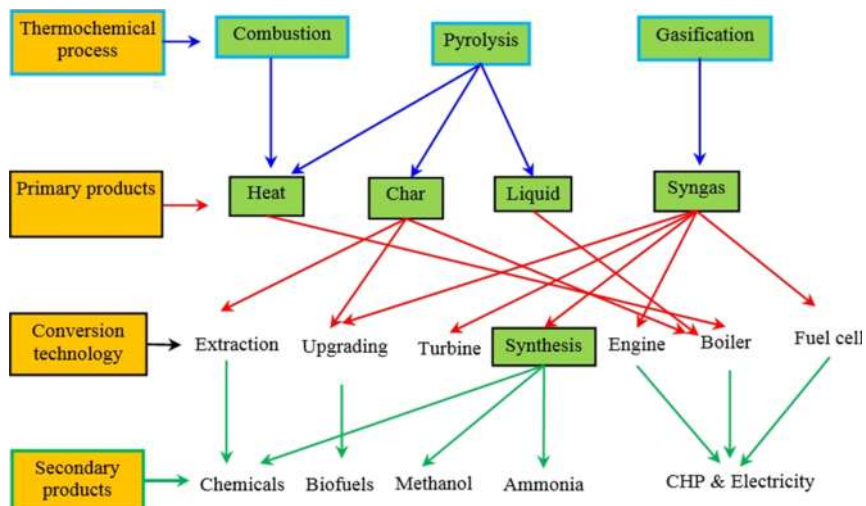 Thermochemical
process
Combustion
Pyrolysis
Gasification
Primary products
Heat
Char
Liquid
Syngas
Conversion
technology
Extraction
Upgrading
Turbine
Synthesis
Engine
Boiler
Fuel cell
Secondary
products
Chemicals
Biofuels
Methanol
Ammonia
CHP & Electricity